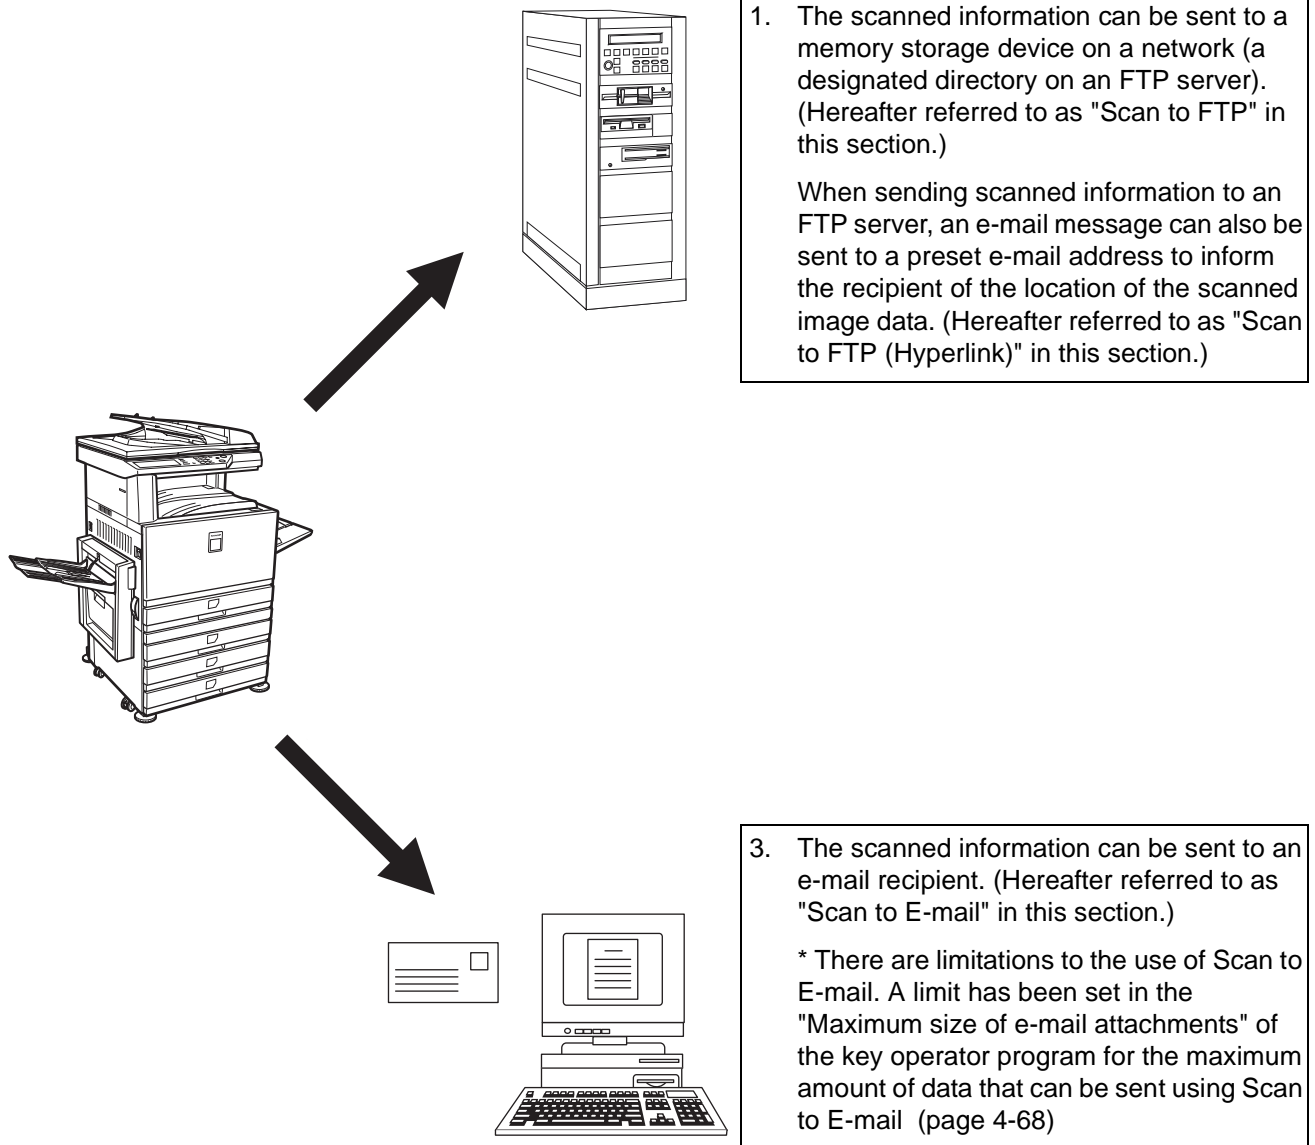 1. The scanned information can be sent to a
memory storage device on a network (a
designated directory on an FTP server).
(Hereafter referred to as "Scan to FTP" in
this section.)
When sending scanned information to an
FTP server, an e-mail message can also be
sent to a preset e-mail address to inform
the recipient of the location of the scanned
image data. (Hereafter referred to as "Scan
to FTP (Hyperlink)" in this section.)
3. The scanned information can be sent to an
e-mail recipient. (Hereafter referred to as
"Scan to E-mail" in this section.)
* There are limitations to the use of Scan to
E-mail. A limit has been set in the
"Maximum size of e-mail attachments" of
the key operator program for the maximum
amount of data that can be sent using Scan
to E-mail (page 4-68)